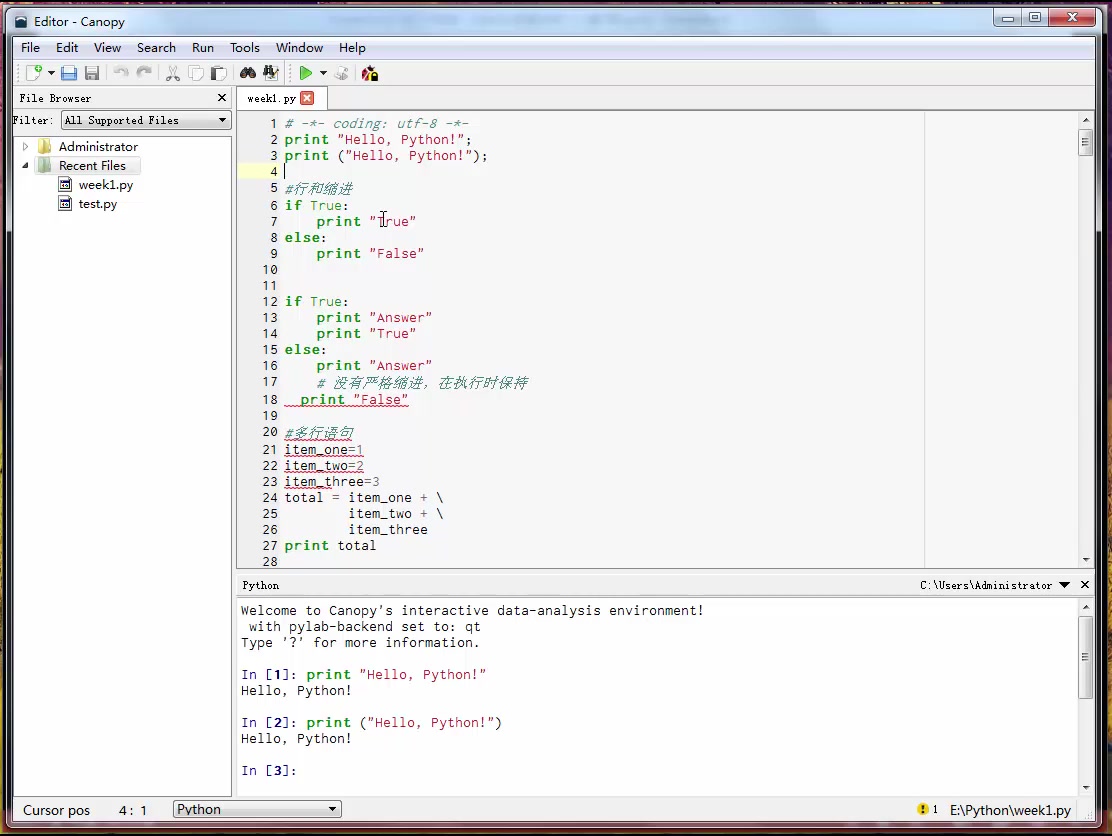 Editor - Canopy
File Edit View Search Run Tools Window Help
File Browser
Filter: All Supported Files
Administrator
Recent Files
week1.py
test.py
week1.py
1 # -*- coding: utf-8 -*-
2 print "Hello, Python!";
3 print ("Hello, Python!");
4
5 #行和缩进
6 if True:
7     print "True"
8 else:
9     print "False"
10
11
12 if True:
13     print "Answer"
14     print "True"
15 else:
16     print "Answer"
17     # 没有严格缩进，在执行时保持
18   print "False"
19
20 #多行语句
21 item_one=1
22 item_two=2
23 item_three=3
24 total = item_one + \
25         item_two + \
26         item_three
27 print total
28
Python C:\Users\Administrator
Welcome to Canopy's interactive data-analysis environment!
 with pylab-backend set to: qt
Type '?' for more information.
In [1]: print "Hello, Python!"
Hello, Python!
In [2]: print ("Hello, Python!")
Hello, Python!
In [3]:
Cursor pos 4: 1 Python 1 E:\Python\week1.py